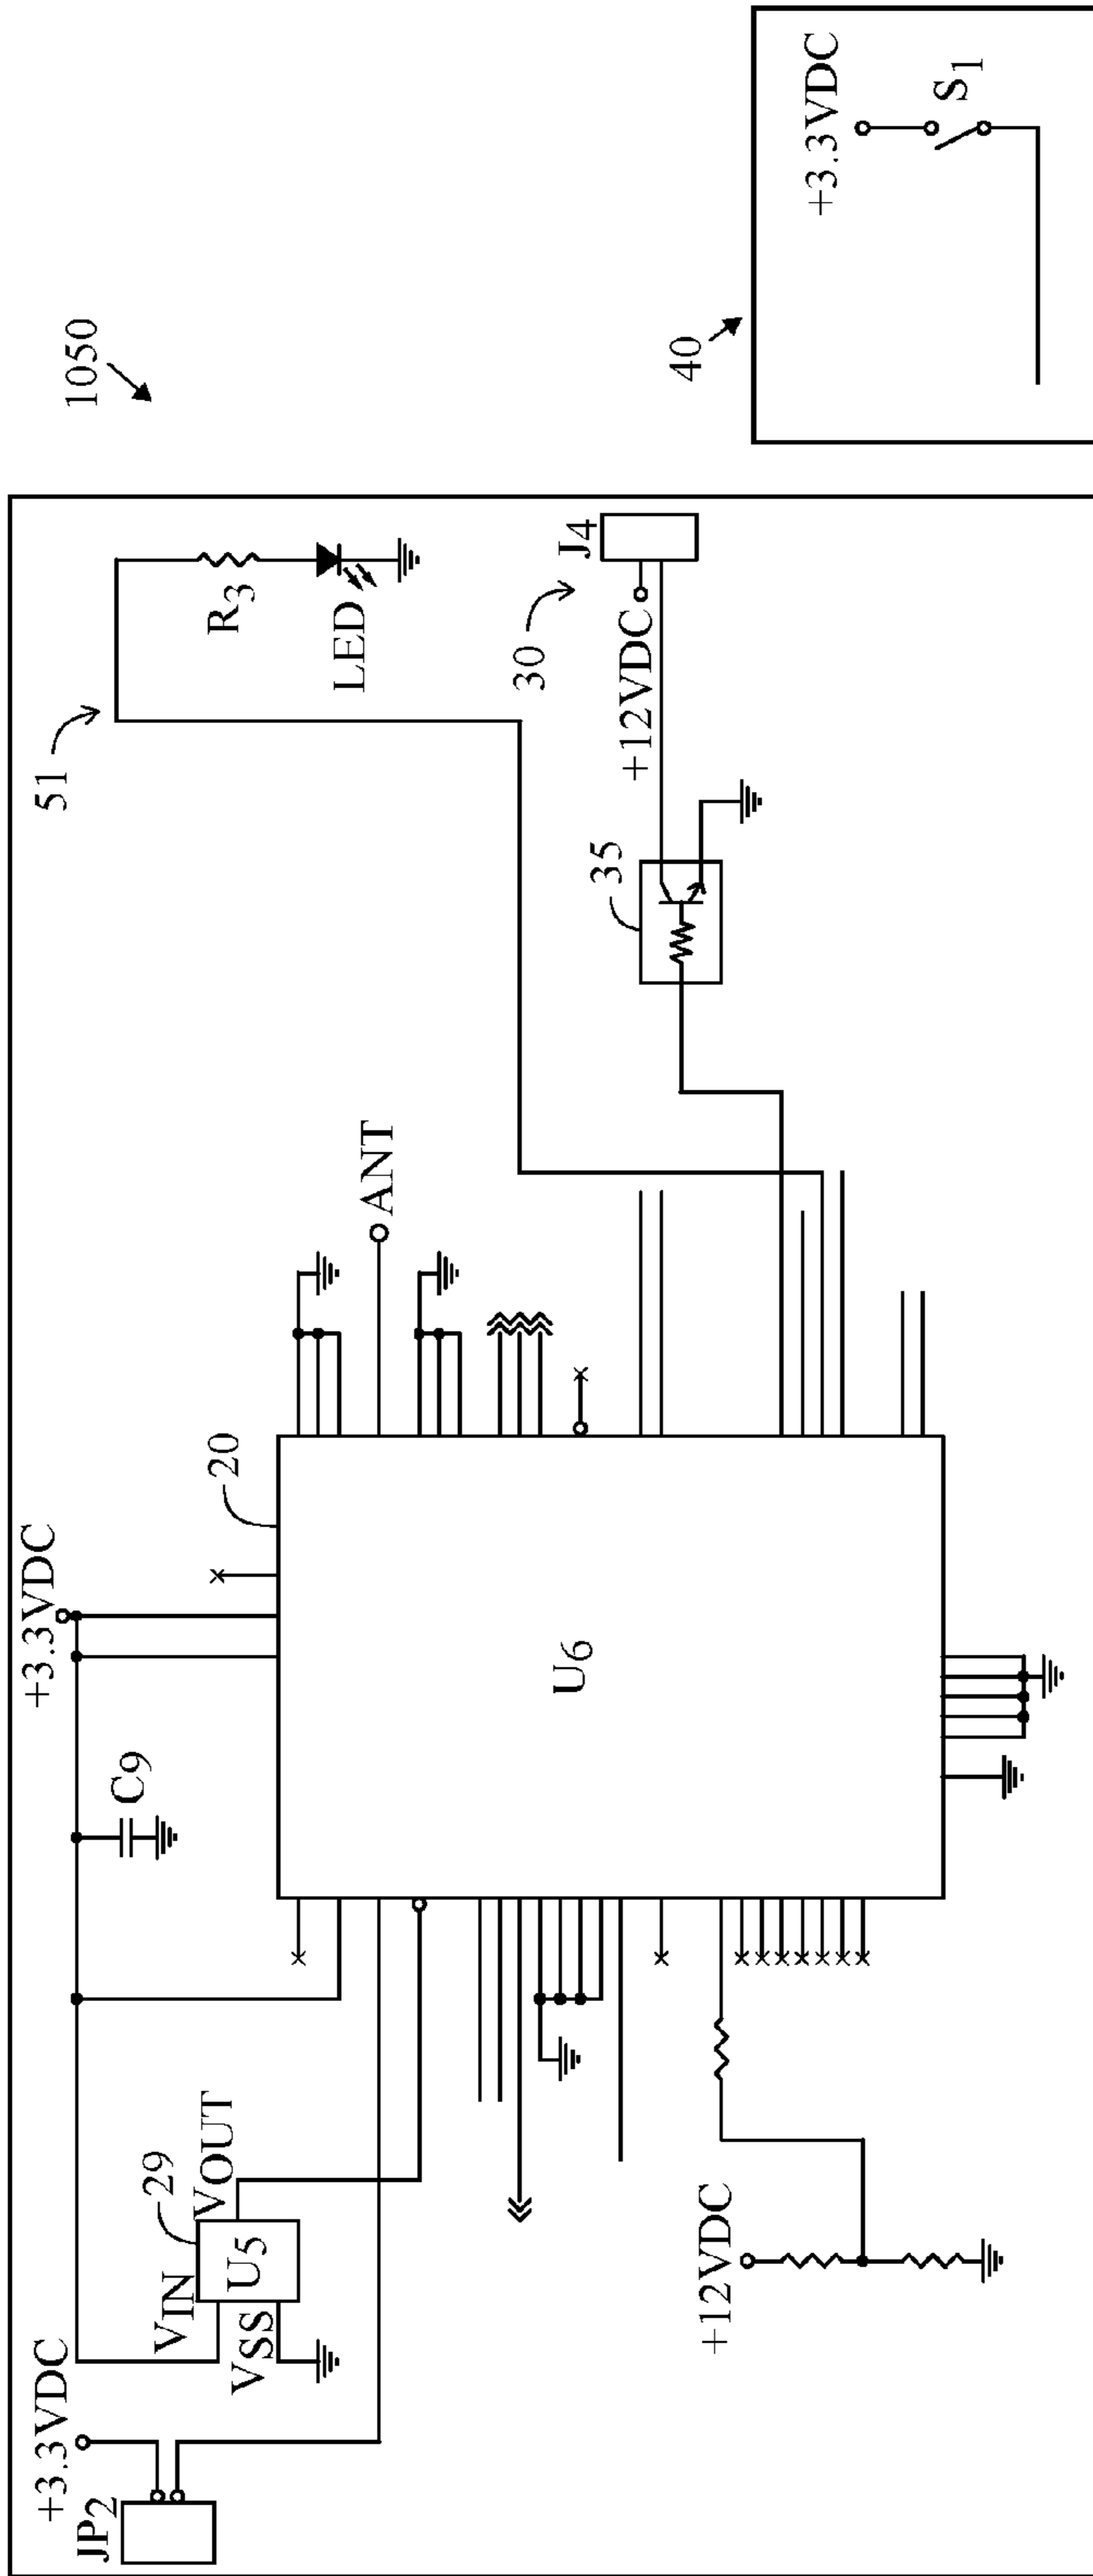 1050
+3.3VDC
JP2
VIN
29
VOUT
U5
VSS
C9
+3.3VDC
20
ANT
51
R3
LED
U6
30
J4
+12VDC
35
+12VDC
40
+3.3VDC
S1